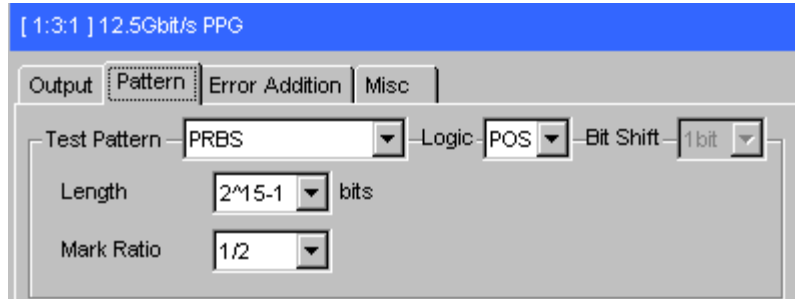 [ 1:3:1 ] 12.5Gbit/s PPG
Output Pattern Error Addition Misc
Test Pattern PRBS Logic POS Bit Shift 1bit
Length 2^15-1 bits
Mark Ratio 1/2